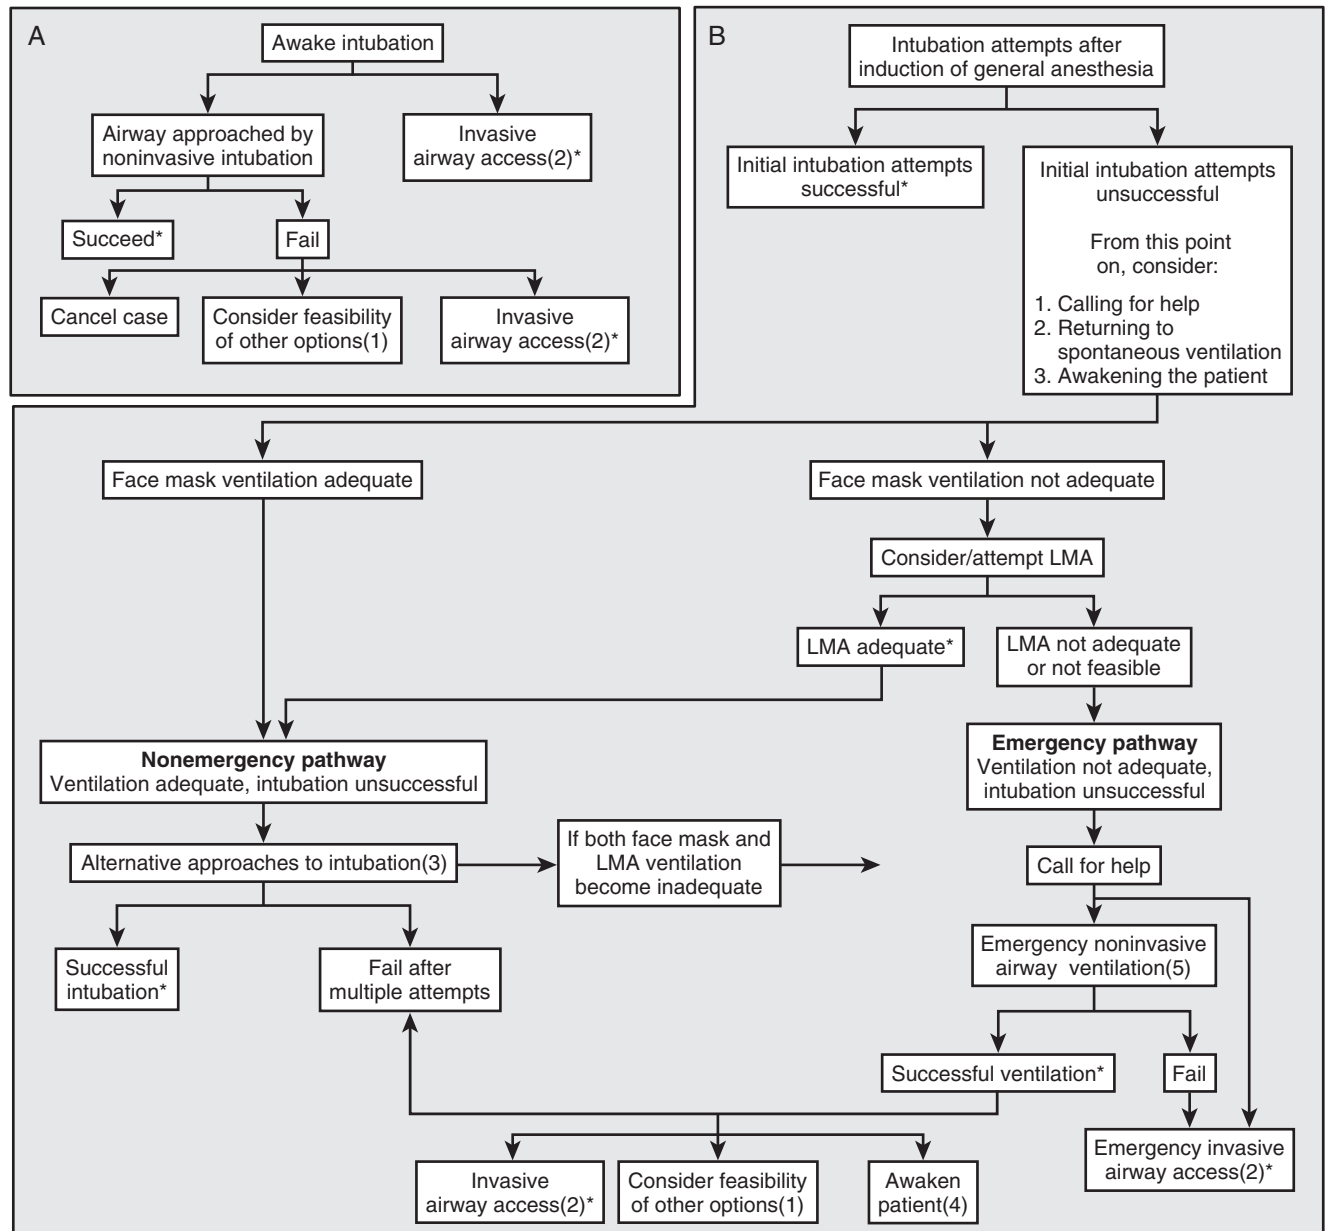 A
Awake intubation
Airway approached by
noninvasive intubation
Invasive
airway access(2)*
Succeed*
Fail
Cancel case
Consider feasibility
of other options(1)
Invasive
airway access(2)*
B
Intubation attempts after
induction of general anesthesia
Initial intubation attempts
successful*
Initial intubation attempts
unsuccessful
From this point
on, consider:
1. Calling for help
2. Returning to
spontaneous ventilation
3. Awakening the patient
Face mask ventilation adequate
Face mask ventilation not adequate
Consider/attempt LMA
LMA adequate*
LMA not adequate
or not feasible
Nonemergency pathway
Ventilation adequate, intubation unsuccessful
Emergency pathway
Ventilation not adequate,
intubation unsuccessful
Alternative approaches to intubation(3)
If both face mask and
LMA ventilation
become inadequate
Call for help
Successful
intubation*
Fail after
multiple attempts
Emergency noninvasive
airway ventilation(5)
Successful ventilation*
Fail
Invasive
airway access(2)*
Consider feasibility
of other options(1)
Awaken
patient(4)
Emergency invasive
airway access(2)*